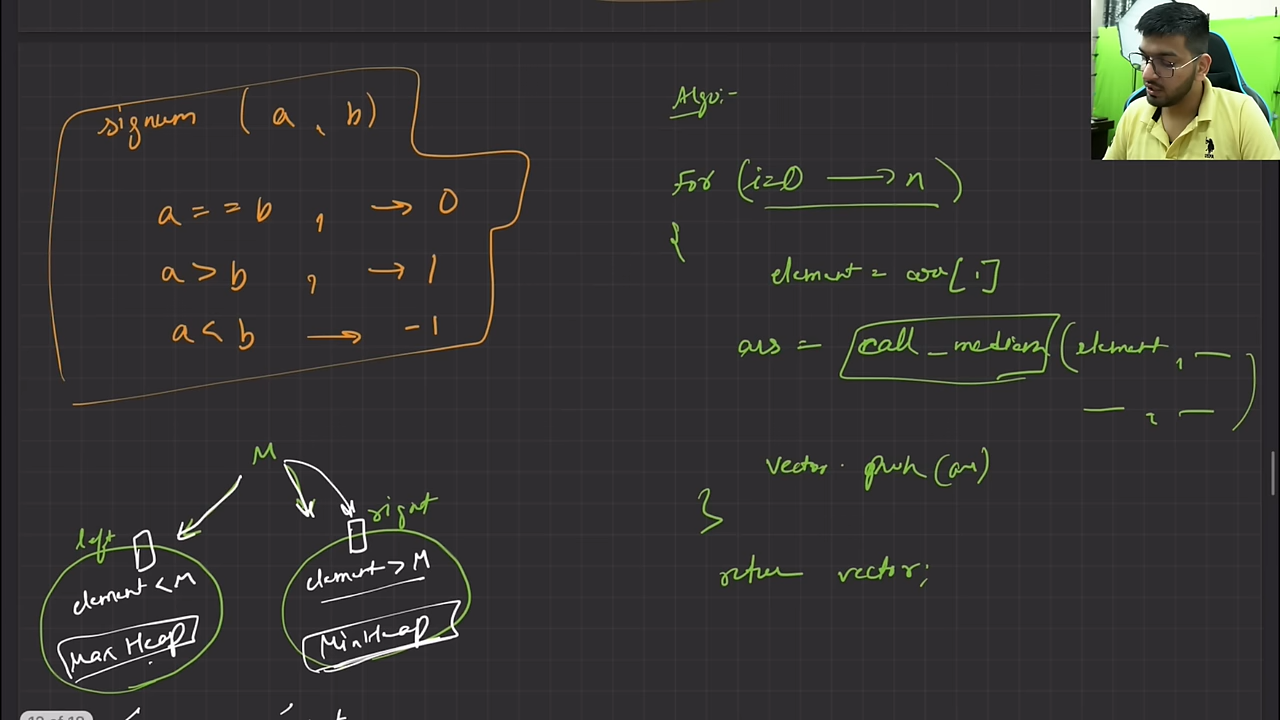 signum (a, b)
a == b, → 0
a > b, → 1
a < b → -1
M
left
right
element < M
Max Heap
element > M
MinHeap
Algo:-
For (i=0 → n)
{
element = arr[i]
ans = call_median(element, —
— , — )
vector. push(ans)
}
return vector;